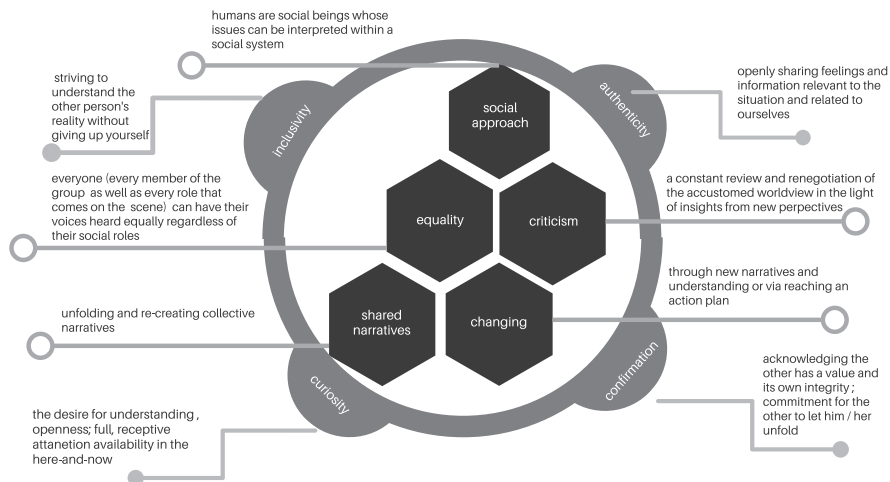 humans are social beings whose
issues can be interpreted within a
social system
striving to
understand the
other person's
reality without
giving up yourself
inclusivity
social
approach
authenticity
openly sharing feelings and
information relevant to the
situation and related to
ourselves
everyone (every member of the
group as well as every role that
comes on the scene) can have their
voices heard equally regardless of
their social roles
equality
criticism
a constant review and renegotiation of
the accustomed worldview in the light
of insights from new perpectives
unfolding and re-creating collective
narratives
shared
narratives
changing
through new narratives and
understanding or via reaching an
action plan
curiosity
confirmation
the desire for understanding ,
openness; full, receptive
attanetion availability in the
here-and-now
acknowledging the
other has a value and
its own integrity ;
commitment for the
other to let him / her
unfold